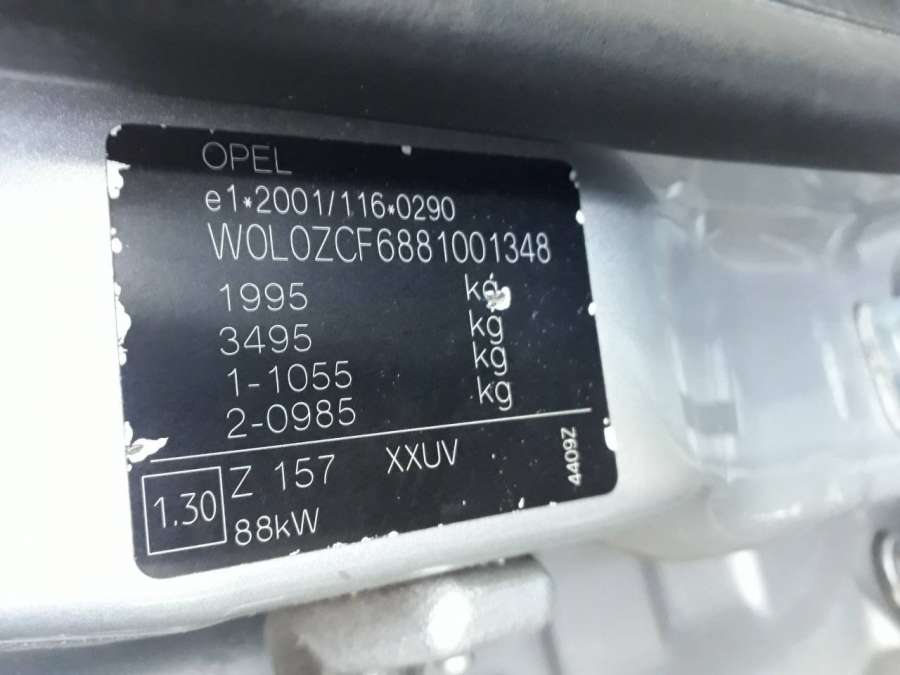 OPEL
e1*2001/116*0290
W0L0ZCF6881001348
1995 kg
3495 kg
1-1055 kg
2-0985 kg
1.30 Z 157 XXUV
88kW
4409Z